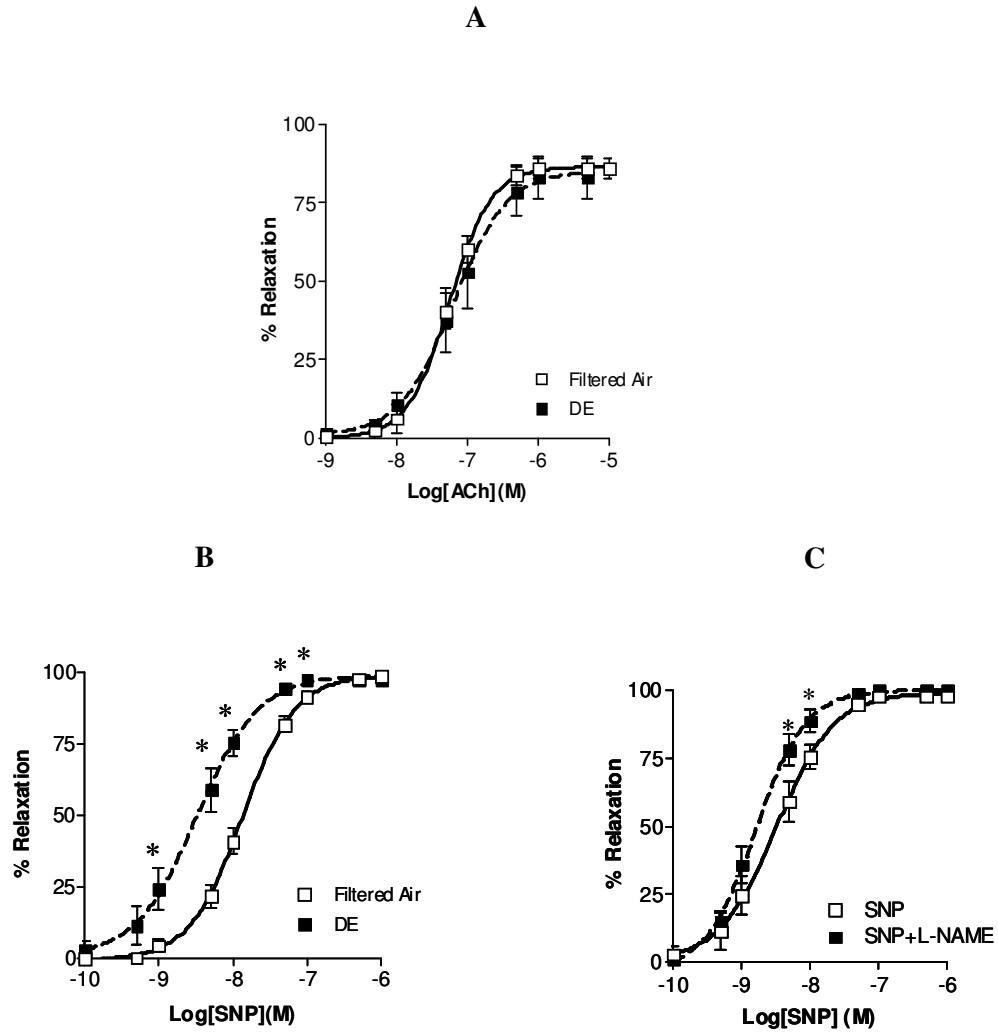 A
100
75
50
25
0
% Relaxation
Filtered Air
DE
-9 -8 -7 -6 -5
Log[ACh](M)
B
* * * * *
100
75
50
25
0
% Relaxation
Filtered Air
DE
-10 -9 -8 -7 -6
Log[SNP](M)
C
* *
100
75
50
25
0
% Relaxation
SNP
SNP+L-NAME
-10 -9 -8 -7 -6
Log[SNP] (M)